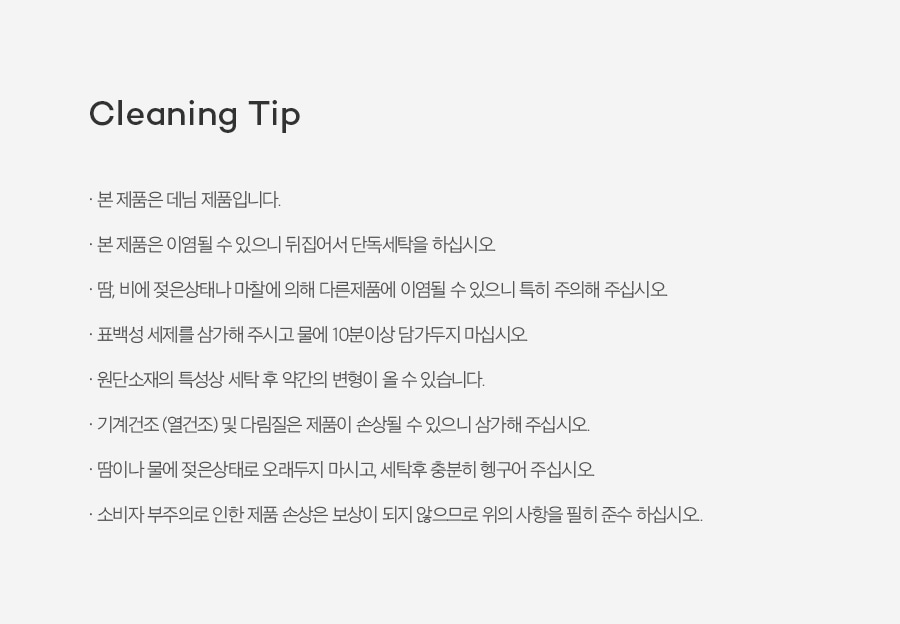 Cleaning Tip
· 본 제품은 데님 제품입니다.
· 본 제품은 이염될 수 있으니 뒤집어서 단독세탁을 하십시오.
· 땀, 비에 젖은상태나 마찰에 의해 다른제품에 이염될 수 있으니 특히 주의해 주십시오.
· 표백성 세제를 삼가해 주시고 물에 10분이상 담가두지 마십시오.
· 원단소재의 특성상 세탁 후 약간의 변형이 올 수 있습니다.
· 기계건조 (열건조) 및 다림질은 제품이 손상될 수 있으니 삼가해 주십시오.
· 땀이나 물에 젖은상태로 오래두지 마시고, 세탁후 충분히 헹구어 주십시오.
· 소비자 부주의로 인한 제품 손상은 보상이 되지 않으므로 위의 사항을 필히 준수 하십시오..